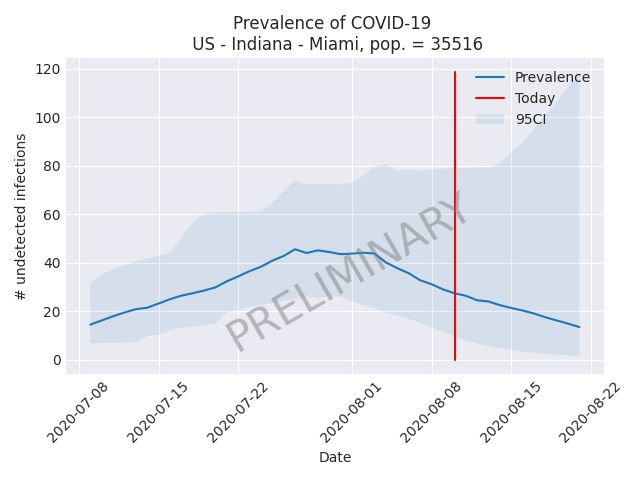 Prevalence of COVID-19
US - Indiana - Miami, pop. = 35516
# undetected infections
120
100
80
60
40
20
0
Prevalence
Today
95CI
PRELIMINARY
2020-07-08
2020-07-15
2020-07-22
2020-08-01
2020-08-08
2020-08-15
2020-08-22
Date